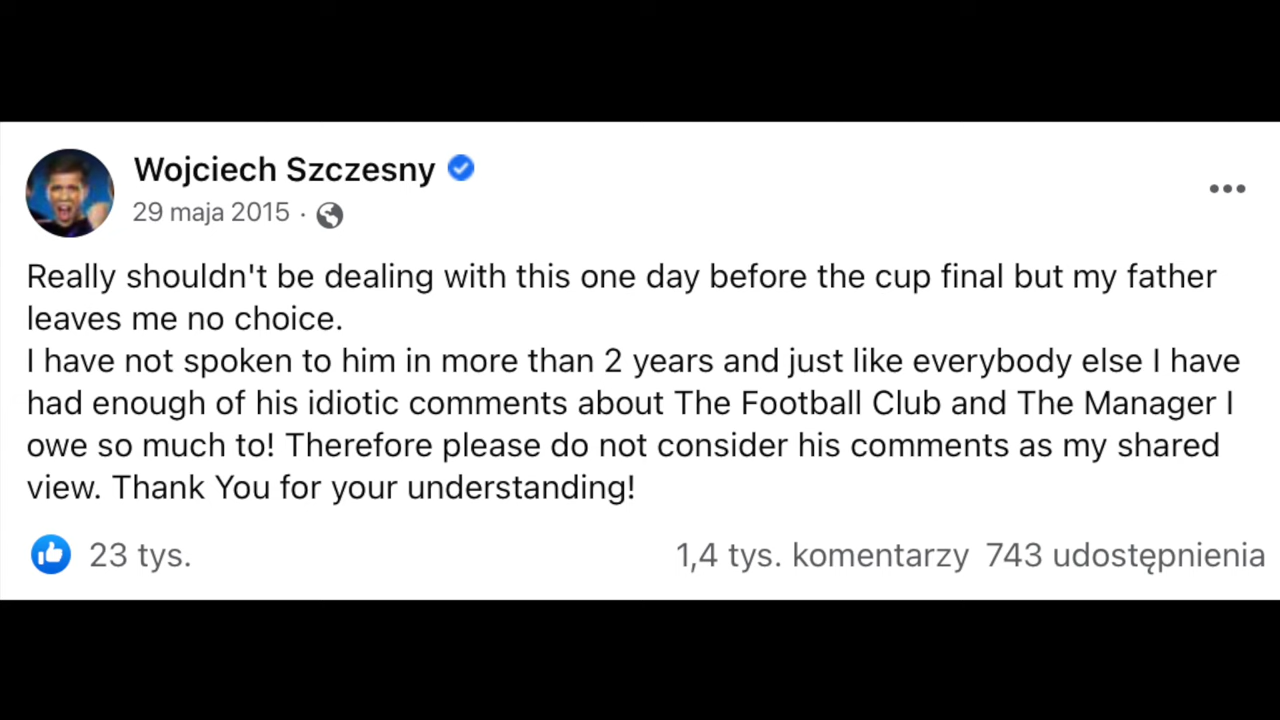 Wojciech Szczesny
29 maja 2015 ·
Really shouldn't be dealing with this one day before the cup final but my father
leaves me no choice.
I have not spoken to him in more than 2 years and just like everybody else I have
had enough of his idiotic comments about The Football Club and The Manager I
owe so much to! Therefore please do not consider his comments as my shared
view. Thank You for your understanding!
23 tys. 1,4 tys. komentarzy 743 udostępnienia